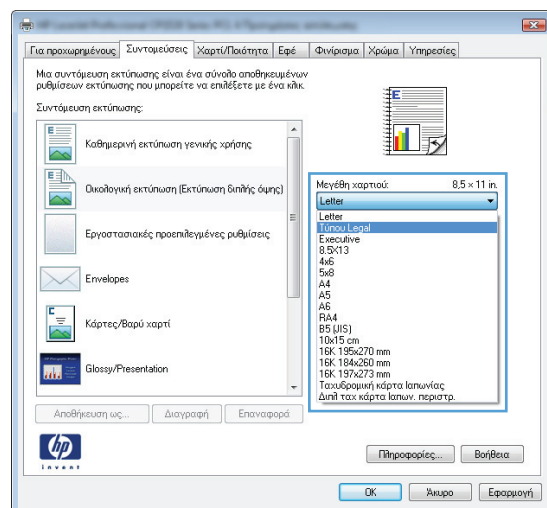 Για προχωρημένους Συντομεύσεις Χαρτί/Ποιότητα Εφέ Φινίρισμα Χρώμα Υπηρεσίες
Μια συντόμευση εκτύπωσης είναι ένα σύνολο αποθηκευμένων
ρυθμίσεων εκτύπωσης που μπορείτε να επιλέξετε με ένα κλικ.
Συντόμευση εκτύπωσης:
Καθημερινή εκτύπωση γενικής χρήσης
Οικολογική εκτύπωση (Εκτύπωση διπλής όψης)
Εργοστασιακές προεπιλεγμένες ρυθμίσεις
Envelopes
Κάρτες/Βαρύ χαρτί
Glossy/Presentation
Αποθήκευση ως... Διαγραφή Επαναφορά
E
Μεγέθη χαρτιού: 8,5 × 11 in.
Letter
Letter
Τύπου Legal
Executive
8.5X13
4x6
5x8
A4
A5
A6
RA4
B5 (JIS)
10x15 cm
16K 195x270 mm
16K 184x260 mm
16K 197x273 mm
Ταχυδρομική κάρτα Ιαπωνίας
Διπλ ταχ κάρτα Ιαπων. περιστρ.
hp
invent
Πληροφορίες... Βοήθεια
OK Άκυρο Εφαρμογή